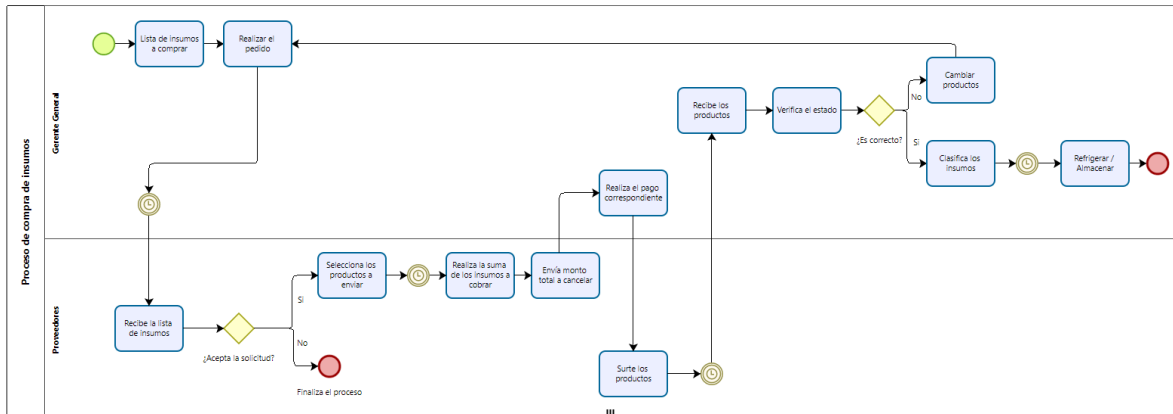 Proceso de compra de insumos
Gerente General
Lista de insumos
a comprar
Realizar el
pedido
Recibe los
productos
Verifica el estado
¿Es correcto?
No
Cambiar
productos
Si
Clasifica los
insumos
Refrigerar /
Almacenar
Realiza el pago
correspondiente
Proveedores
Recibe la lista
de insumos
¿Acepta la solicitud?
Si
Selecciona los
productos a
enviar
Realiza la suma
de los insumos a
cobrar
Envía monto
total a cancelar
No
Finaliza el proceso
Surte los
productos